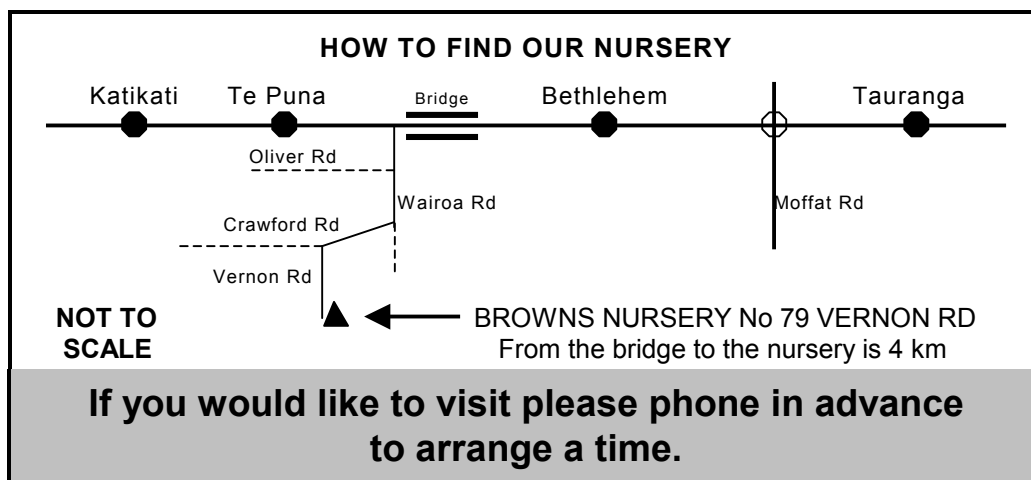 HOW TO FIND OUR NURSERY
Katikati
Te Puna
Bridge
Bethlehem
Tauranga
Oliver Rd
Wairoa Rd
Moffat Rd
Crawford Rd
Vernon Rd
NOT TO
SCALE
BROWNS NURSERY No 79 VERNON RD
From the bridge to the nursery is 4 km
If you would like to visit please phone in advance
to arrange a time.